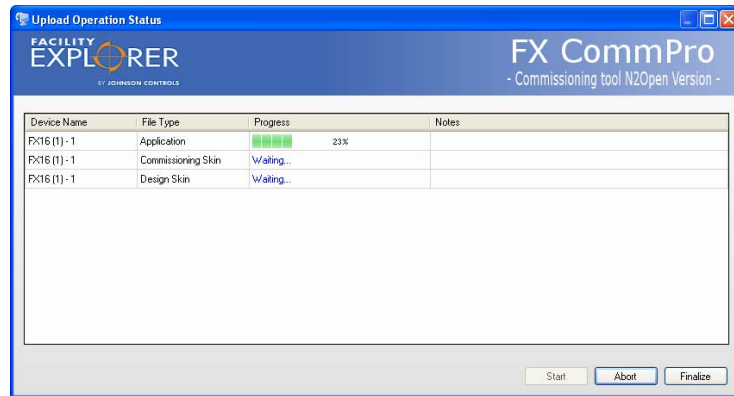 Upload Operation Status
FACILITY
EXPLORER
BY JOHNSON CONTROLS
FX CommPro
- Commissioning tool N2Open Version -
Device Name File Type Progress Notes
FX16 (1) - 1 Application 23%
FX16 (1) - 1 Commissioning Skin Waiting...
FX16 (1) - 1 Design Skin Waiting...
Start Abort Finalize